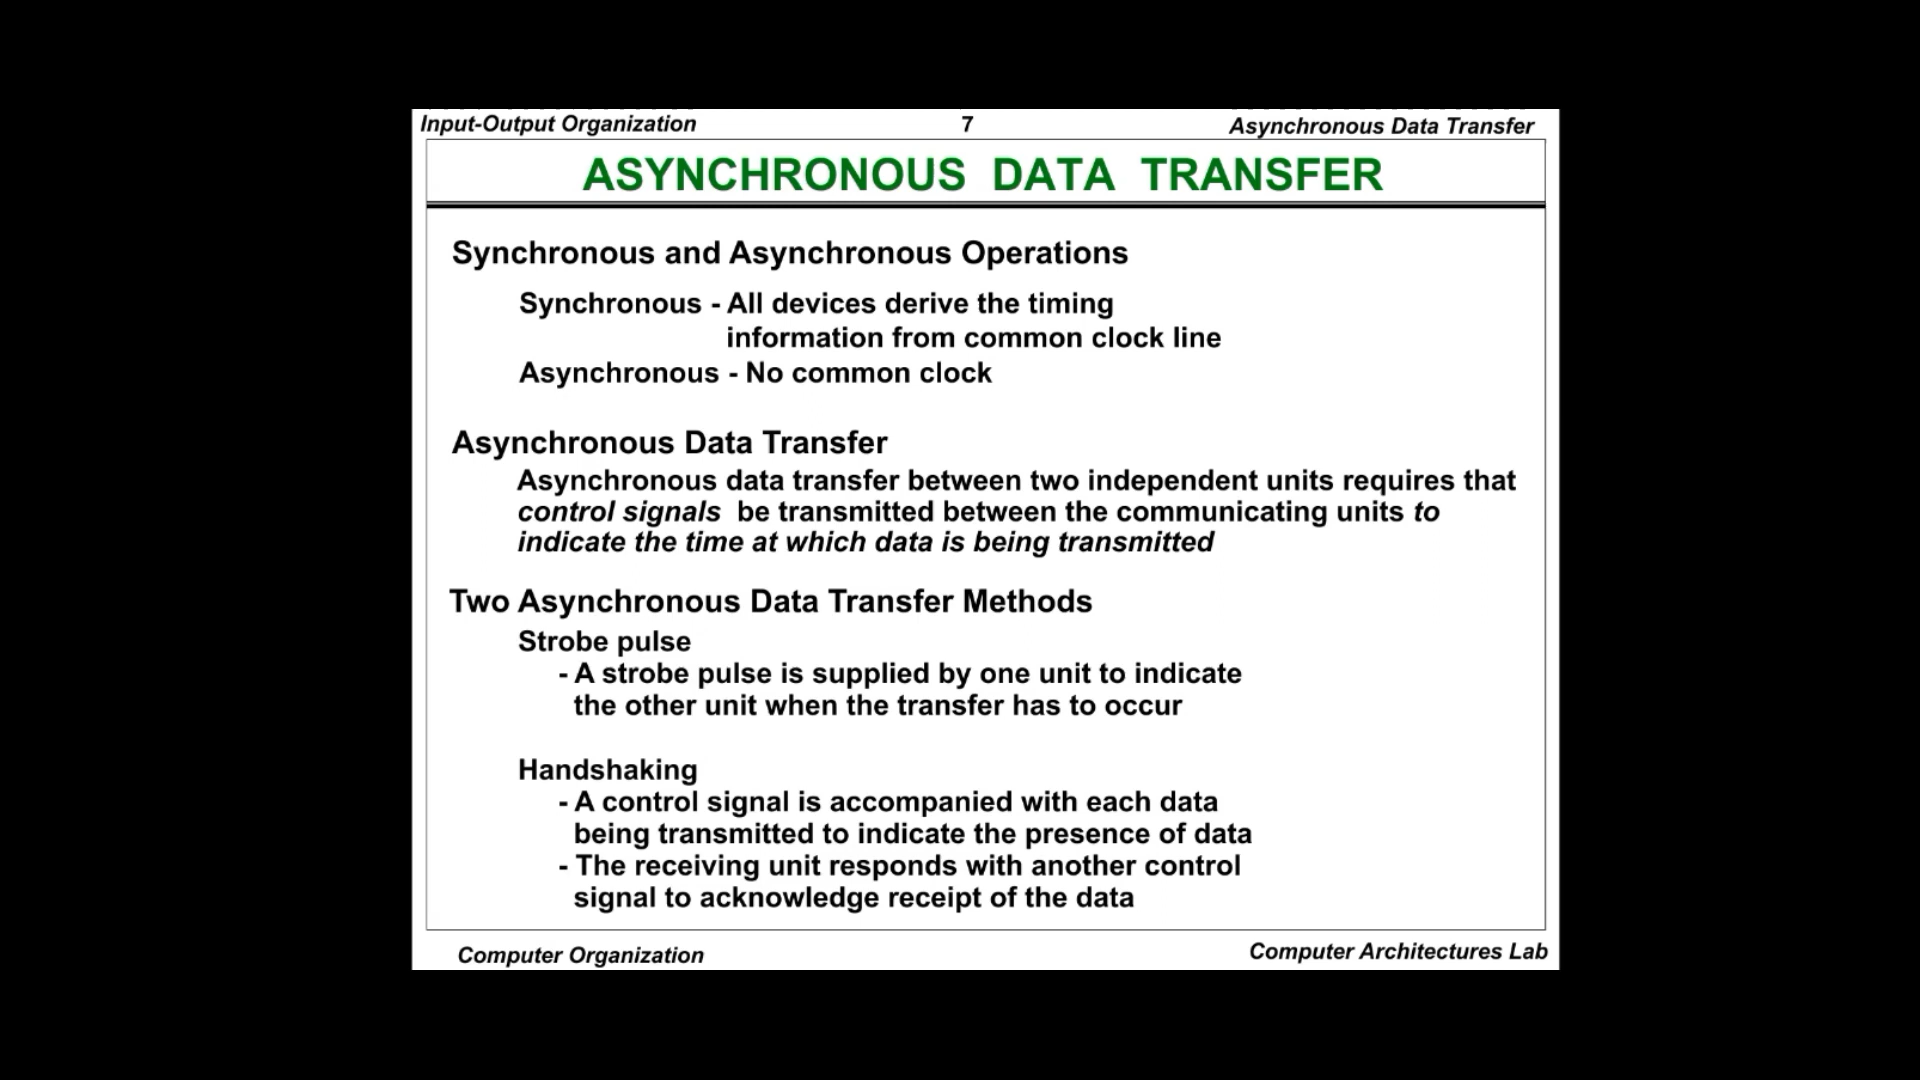 Input-Output Organization 7 Asynchronous Data Transfer
ASYNCHRONOUS DATA TRANSFER
Synchronous and Asynchronous Operations
Synchronous - All devices derive the timing
information from common clock line
Asynchronous - No common clock
Asynchronous Data Transfer
Asynchronous data transfer between two independent units requires that
control signals be transmitted between the communicating units to
indicate the time at which data is being transmitted
Two Asynchronous Data Transfer Methods
Strobe pulse
- A strobe pulse is supplied by one unit to indicate
the other unit when the transfer has to occur
Handshaking
- A control signal is accompanied with each data
being transmitted to indicate the presence of data
- The receiving unit responds with another control
signal to acknowledge receipt of the data
Computer Organization Computer Architectures Lab